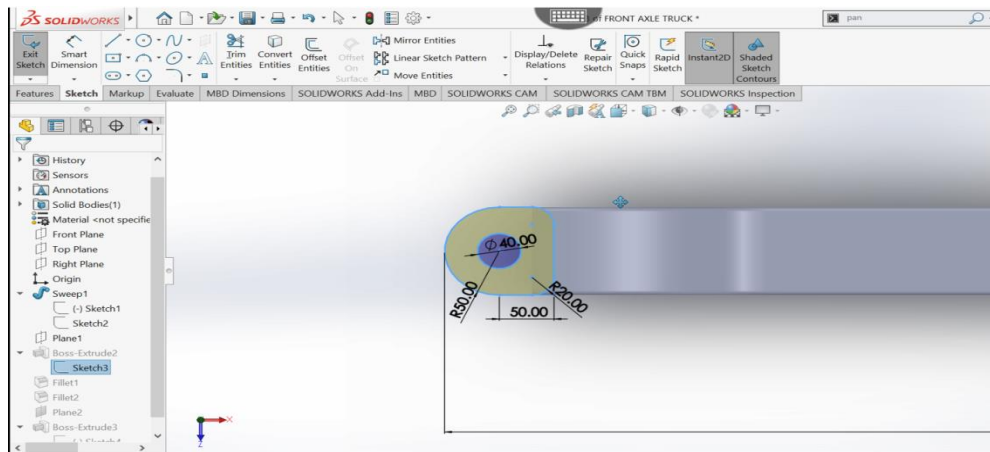 SOLIDWORKS
of FRONT AXLE TRUCK *
pan
Exit Sketch
Smart Dimension
Trim Entities
Convert Entities
Offset Entities
Offset On Surface
Mirror Entities
Linear Sketch Pattern
Move Entities
Display/Delete Relations
Repair Sketch
Quick Snaps
Rapid Sketch
Instant2D
Shaded Sketch Contours
Features Sketch Markup Evaluate MBD Dimensions SOLIDWORKS Add-Ins MBD SOLIDWORKS CAM SOLIDWORKS CAM TBM SOLIDWORKS Inspection
History
Sensors
Annotations
Solid Bodies(1)
Material <not specifie
Front Plane
Top Plane
Right Plane
Origin
Sweep1
(-) Sketch1
Sketch2
Plane1
Boss-Extrude2
Sketch3
Fillet1
Fillet2
Plane2
Boss-Extrude3
(-) Sketch4
Ø 40.00
R50.00
R20.00
50.00
X
Z